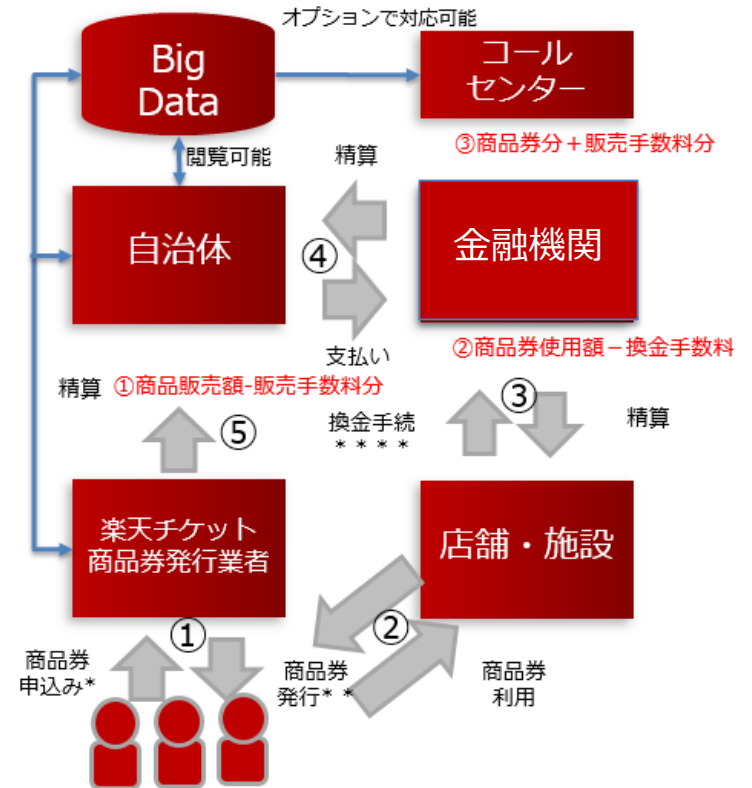 オプションで対応可能
Big
Data
コール
センター
③商品券分＋販売手数料分
閲覧可能
精算
自治体
④
金融機関
支払い
②商品券使用額－換金手数料
精算
①商品販売額-販売手数料分
⑤
換金手続
＊＊＊＊
③
精算
楽天チケット
商品券発行業者
店舗・施設
①
②
商品券
申込み*
商品券
発行＊＊
商品券
利用